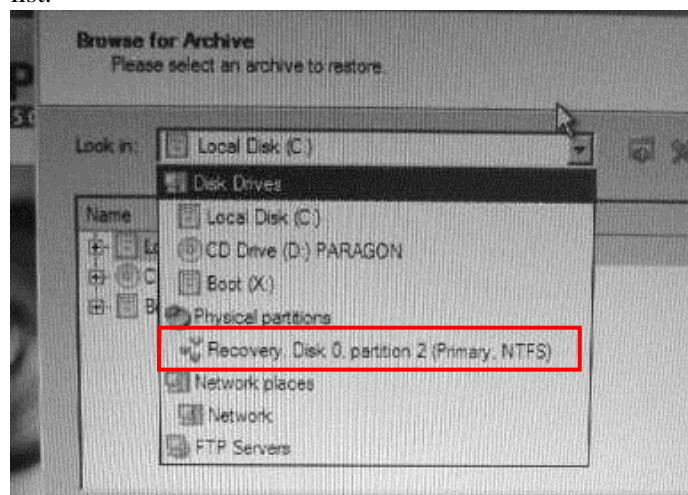 list.
Browse for Archive
Please select an archive to restore.
Look in:
Local Disk (C:)
Disk Drives
Name
Local Disk (C:)
CD Drive (D:) PARAGON
Boot (X:)
Physical partitions
Recovery, Disk 0, partition 2 (Primary, NTFS)
Network places
Network
FTP Servers